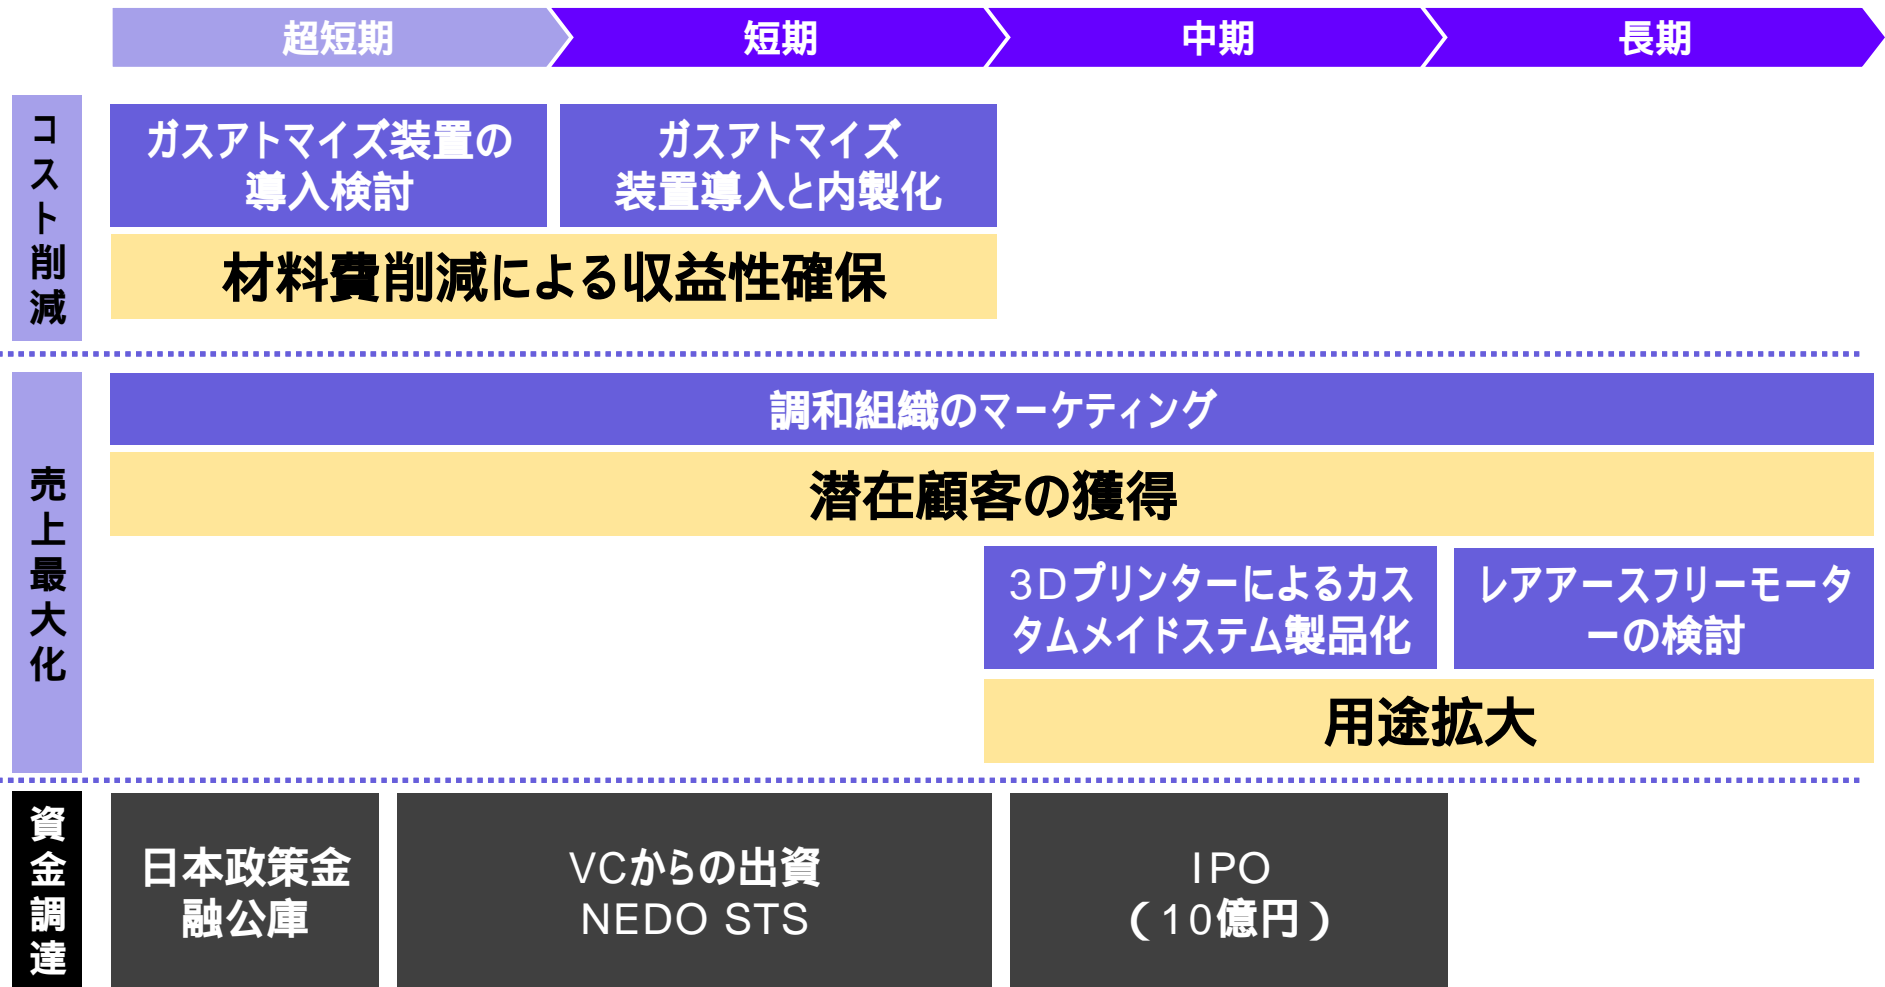 超短期
短期
中期
長期
コスト削減
ガスアトマイズ装置の
導入検討
ガスアトマイズ
装置導入と内製化
材料費削減による収益性確保
売上最大化
調和組織のマーケティング
潜在顧客の獲得
3Dプリンターによるカス
タムメイドステム製品化
レアアースフリーモータ
ーの検討
用途拡大
資金調達
日本政策金
融公庫
VCからの出資
NEDO STS
IPO
（10億円）